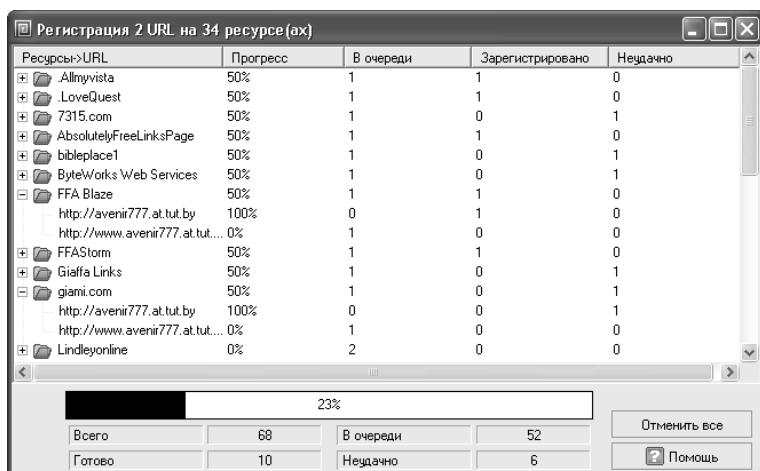 Регистрация 2 URL на 34 ресурсе(ах)
Ресурсы->URL Прогресс В очереди Зарегистрировано Неудачно
.Allmyvista 50% 1 1 0
.LoveQuest 50% 1 1 0
7315.com 50% 1 0 1
AbsolutelyFreeLinksPage 50% 1 1 0
bibleplace1 50% 1 0 1
ByteWorks Web Services 50% 1 0 1
FFA Blaze 50% 1 1 0
http://avenir777.at.tut.by 100% 0 1 0
http://www.avenir777.at.tut.... 0% 1 0 0
FFAStorm 50% 1 1 0
Giaffa Links 50% 1 0 1
giami.com 50% 1 0 1
http://avenir777.at.tut.by 100% 0 0 1
http://www.avenir777.at.tut.... 0% 1 0 0
Lindleyonline 0% 2 0 0
23%
Всего 68 В очереди 52 Отменить все
Готово 10 Неудачно 6 Помощь